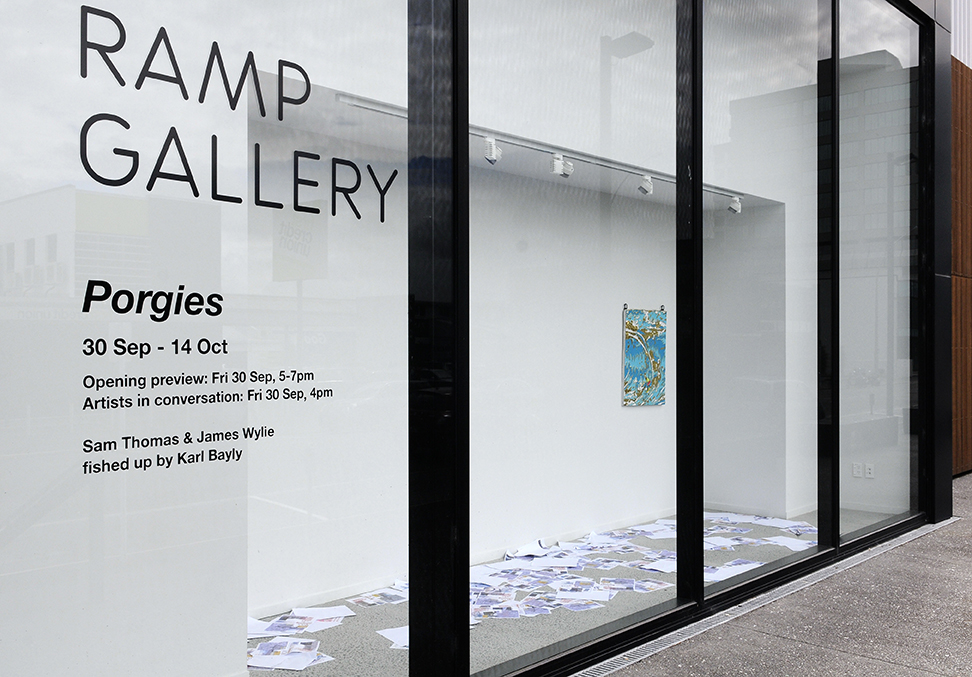 RAMP
GALLERY
Porgies
30 Sep - 14 Oct
Opening preview: Fri 30 Sep, 5-7pm
Artists in conversation: Fri 30 Sep, 4pm
Sam Thomas & James Wylie
fished up by Karl Bayly